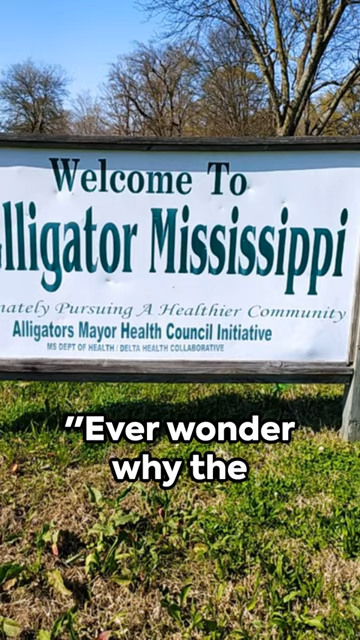 Welcome To
lligator Mississippi
nately Pursuing A Healthier Community
Alligators Mayor Health Council Initiative
MS DEPT OF HEALTH / DELTA HEALTH COLLABORATIVE
"Ever wonder
why the